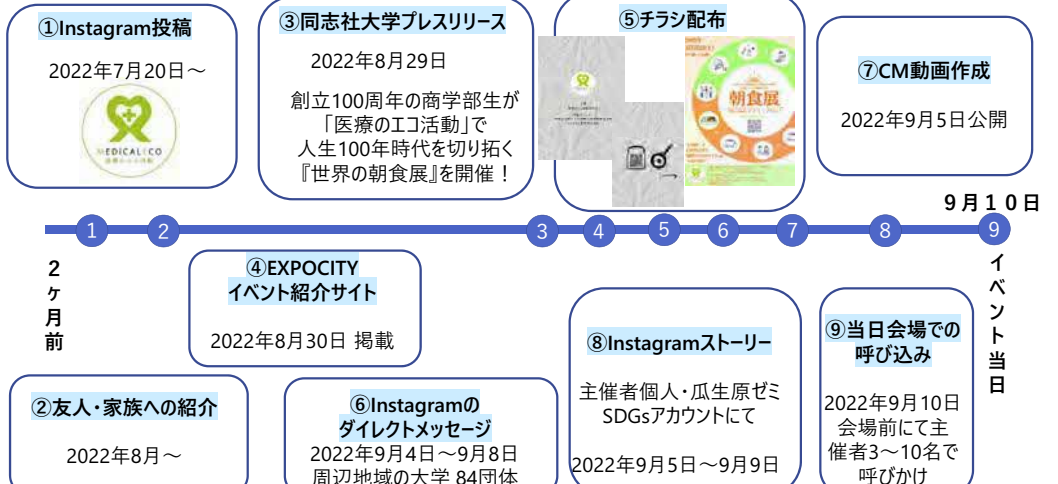 ①Instagram投稿
2022年7月20日～
MEDICAL ECO
医療のエコ活動
③同志社大学プレスリリース
2022年8月29日
創立100周年の商学部生が
「医療のエコ活動」で
人生100年時代を切り拓く
『世界の朝食展』を開催！
⑤チラシ配布
朝食展
⑦CM動画作成
2022年9月5日公開
９月１０日
1
2
3
4
5
6
7
8
9
2ヶ月前
イベント当日
④EXPOCITY
イベント紹介サイト
2022年8月30日 掲載
②友人・家族への紹介
2022年8月～
⑥Instagramの
ダイレクトメッセージ
2022年9月4日～9月8日
周辺地域の大学 84団体
⑧Instagramストーリー
主催者個人・瓜生原ゼミ
SDGsアカウントにて
2022年9月5日～9月9日
⑨当日会場での
呼び込み
2022年9月10日
会場前にて主
催者3～10名で
呼びかけ